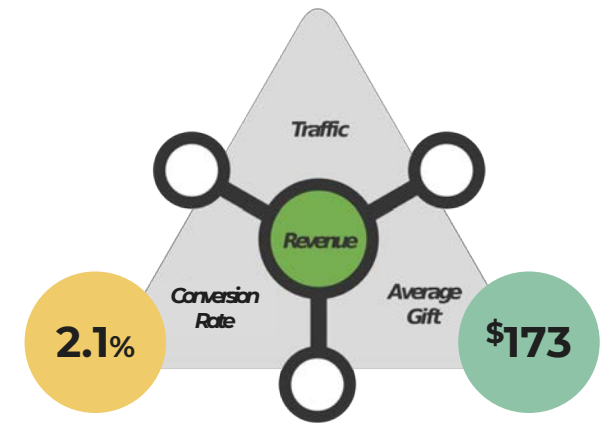 Traffic
Revenue
Conversion
Rate
Average
Gift
2.1%
$173